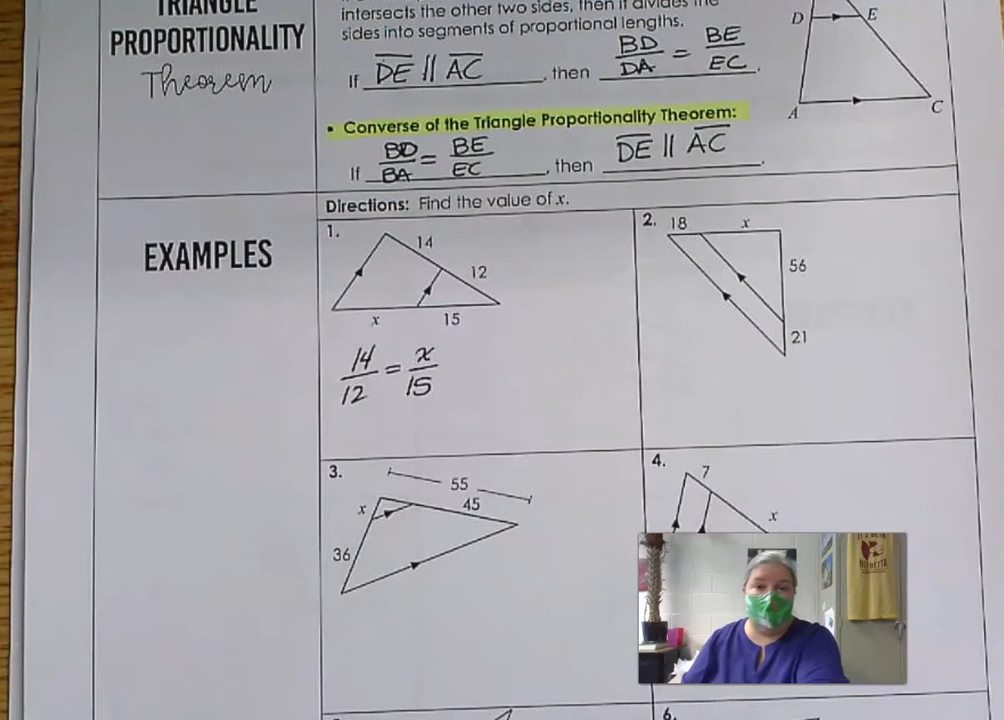 TRIANGLE
PROPORTIONALITY
Theorem
intersects the other two sides, then it divides the
sides into segments of proportional lengths.
If DE || AC, then BD/DA = BE/EC.
D
E
A
C
• Converse of the Triangle Proportionality Theorem:
If BD/BA = BE/EC, then DE || AC.
Directions: Find the value of x.
EXAMPLES
1.
14
12
x
15
14/12 = x/15
2.
18
x
56
21
3.
55
45
x
36
4.
7
x
6.